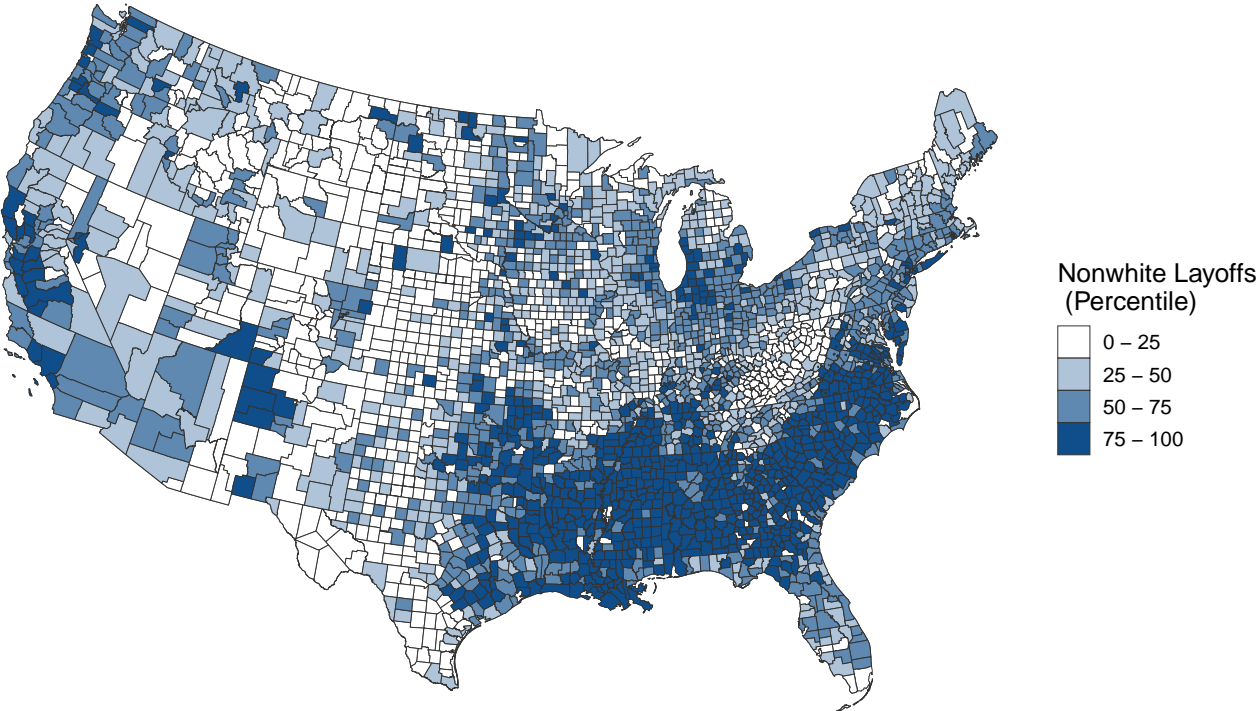 Nonwhite Layoffs
(Percentile)
0 – 25
25 – 50
50 – 75
75 – 100